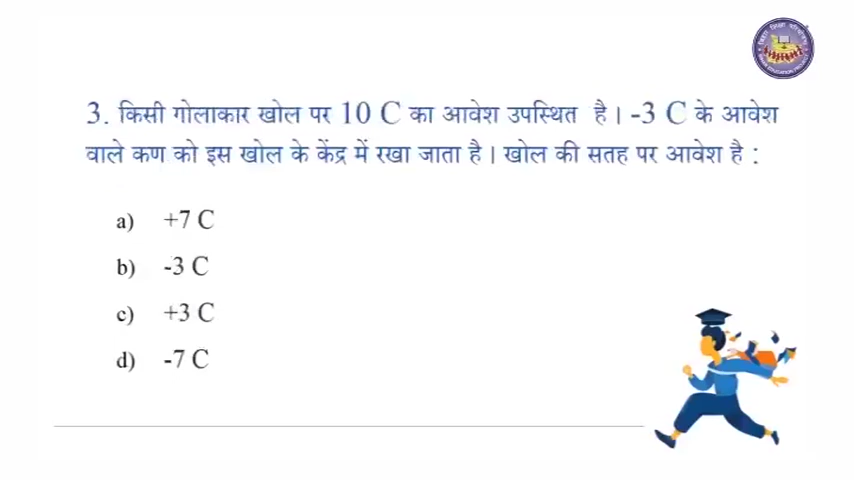 3. किसी गोलाकार खोल पर 10 C का आवेश उपस्थित है। -3 C के आवेश
वाले कण को इस खोल के केंद्र में रखा जाता है। खोल की सतह पर आवेश है :
a) +7 C
b) -3 C
c) +3 C
d) -7 C